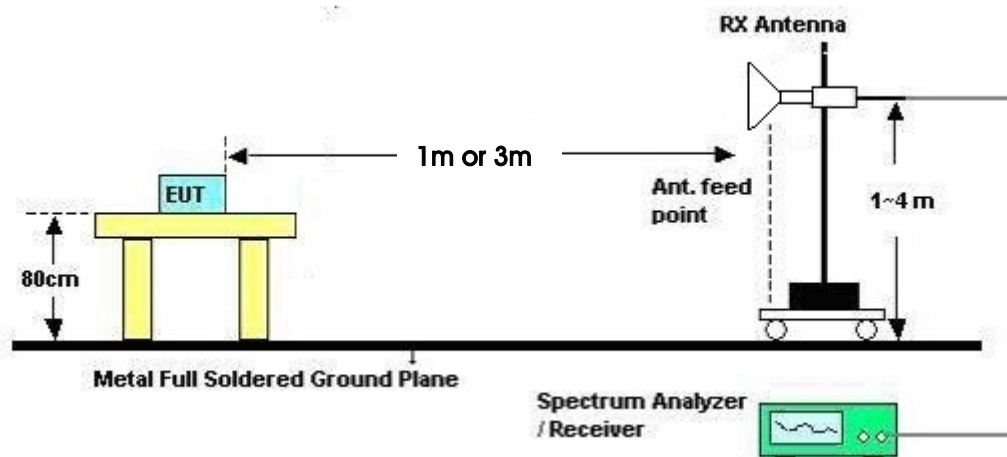 RX Antenna
1m or 3m
EUT
Ant. feed
point
1~4 m
80cm
Metal Full Soldered Ground Plane
Spectrum Analyzer
/ Receiver